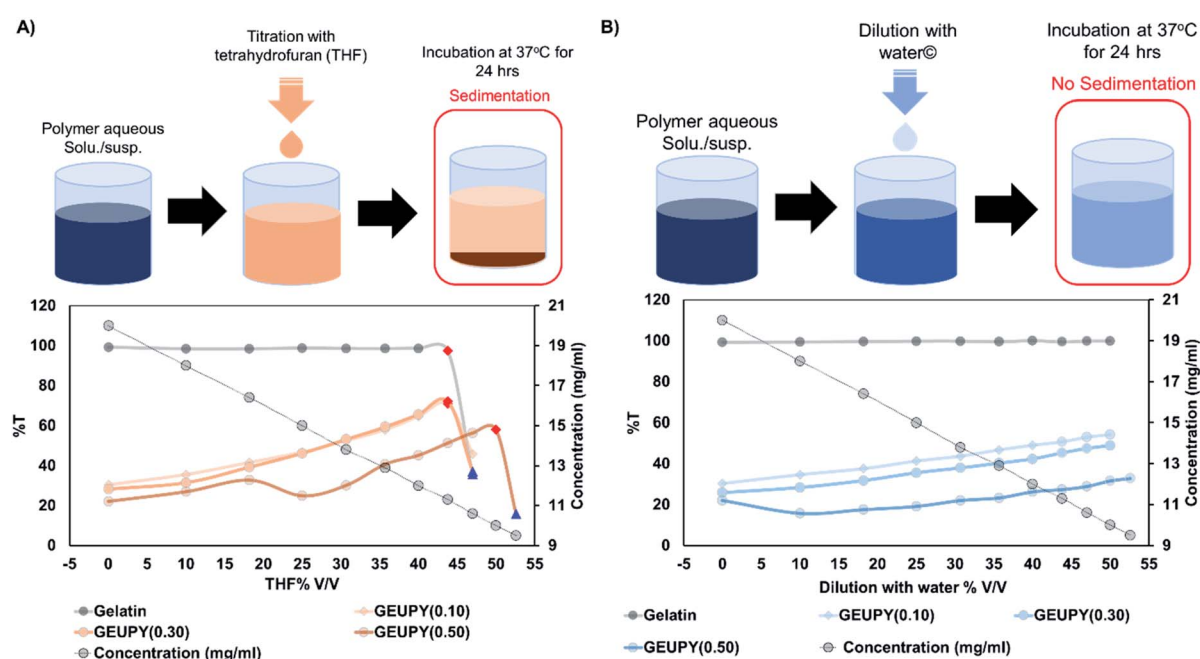 A)
Titration with
tetrahydrofuran (THF)
Incubation at 37ºC for
24 hrs
Sedimentation
Polymer aqueous
Solu./susp.
120
100
80
60
40
20
0
%T
21
19
17
15
13
11
9
Concentration (mg/ml)
-5 0 5 10 15 20 25 30 35 40 45 50 55
THF% V/V
Gelatin
GEUPY(0.10)
GEUPY(0.30)
GEUPY(0.50)
Concentration (mg/ml)
B)
Dilution with
water©
Incubation at 37ºC
for 24 hrs
No Sedimentation
Polymer aqueous
Solu./susp.
120
100
80
60
40
20
0
%T
21
19
17
15
13
11
9
Concentration (mg/ml)
-5 0 5 10 15 20 25 30 35 40 45 50 55
Dilution with water % V/V
Gelatin
GEUPY(0.10)
GEUPY(0.30)
GEUPY(0.50)
Concentration (mg/ml)